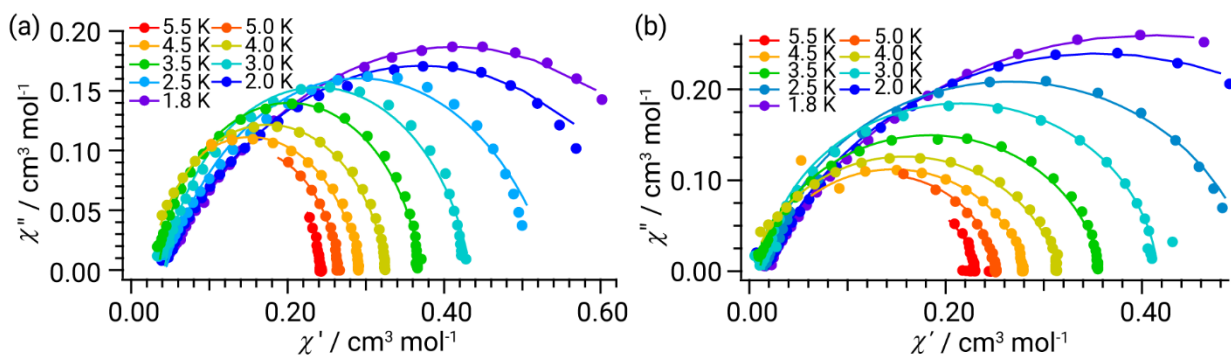 (a)
5.5 K 5.0 K
4.5 K 4.0 K
3.5 K 3.0 K
2.5 K 2.0 K
1.8 K
0.20
0.15
0.10
0.05
0.00
χ" / cm³ mol⁻¹
0.00 0.20 0.40 0.60
χ' / cm³ mol⁻¹
(b)
5.5 K 5.0 K
4.5 K 4.0 K
3.5 K 3.0 K
2.5 K 2.0 K
1.8 K
0.20
0.10
0.00
χ" / cm³ mol⁻¹
0.00 0.20 0.40
χ' / cm³ mol⁻¹